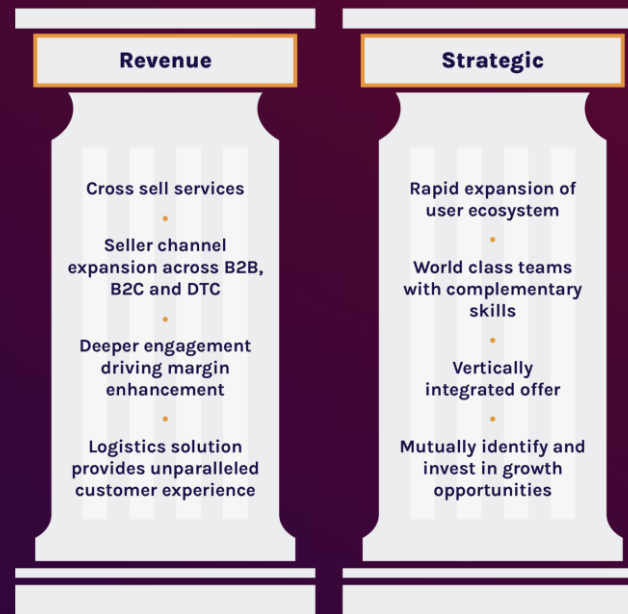 Revenue
Cross sell services
Seller channel
expansion across B2B,
B2C and DTC
Deeper engagement
driving margin
enhancement
Logistics solution
provides unparalleled
customer experience
Strategic
Rapid expansion of
user ecosystem
World class teams
with complementary
skills
Vertically
integrated offer
Mutually identify and
invest in growth
opportunities